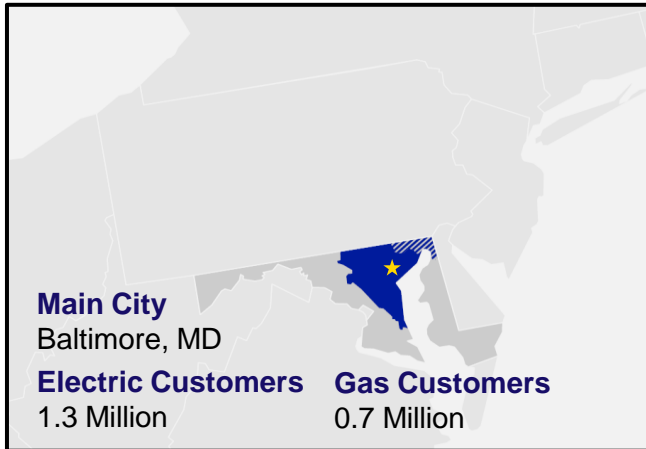 Main City
Baltimore, MD
Electric Customers
1.3 Million
Gas Customers
0.7 Million